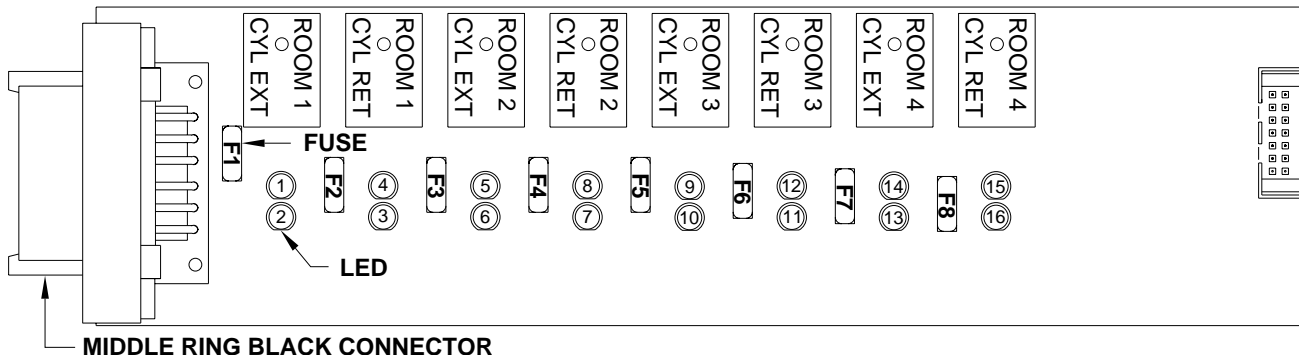 ROOM 1
CYL EXT
ROOM 1
CYL RET
ROOM 2
CYL EXT
ROOM 2
CYL RET
ROOM 3
CYL EXT
ROOM 3
CYL RET
ROOM 4
CYL EXT
ROOM 4
CYL RET
F1
FUSE
F2
F3
F4
F5
F6
F7
F8
1 4 5 8 9 12 14 15
2 3 6 7 10 11 13 16
LED
MIDDLE RING BLACK CONNECTOR